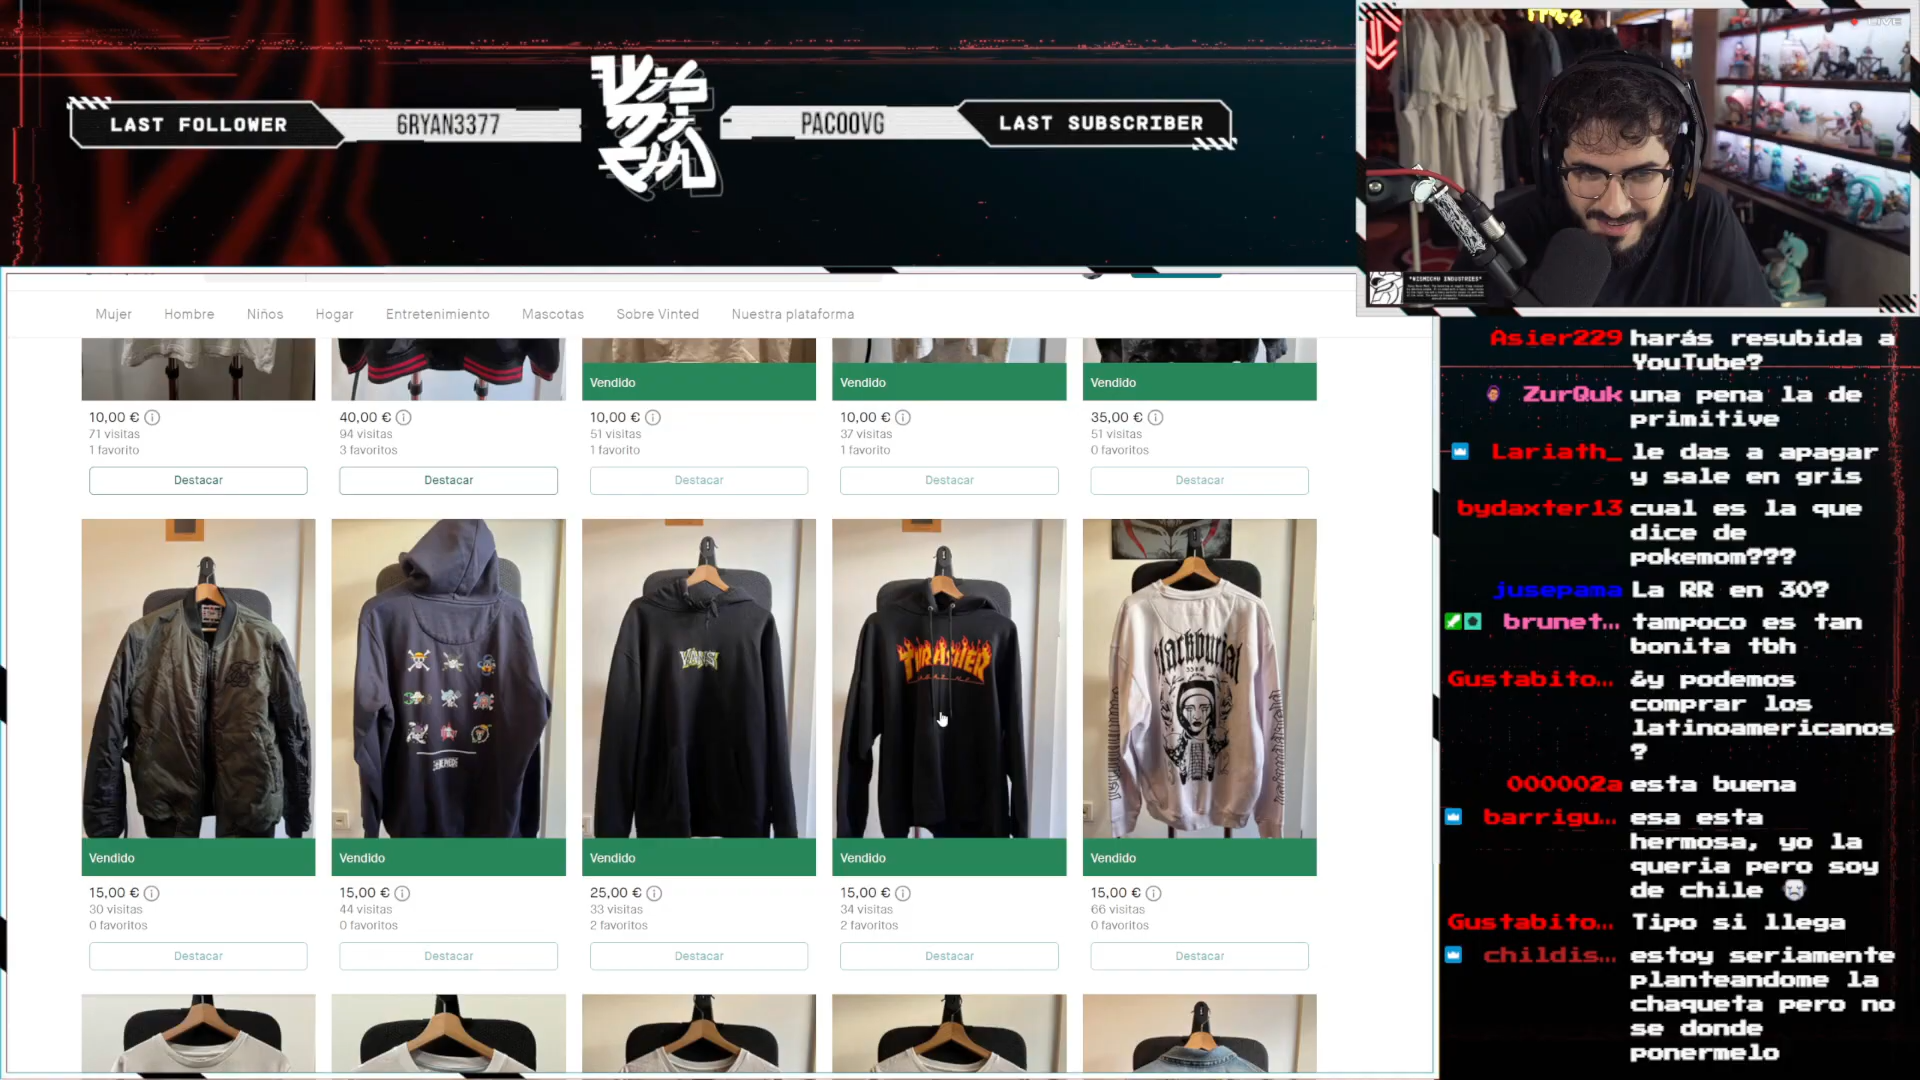 LAST FOLLOWER
6RYAN3377
PACOOVG
LAST SUBSCRIBER
LIVE
"NISMICHU INDUSTRIES"
Mujer
Hombre
Niños
Hogar
Entretenimiento
Mascotas
Sobre Vinted
Nuestra plataforma
Vendido
Vendido
Vendido
10,00 €
40,00 €
10,00 €
10,00 €
35,00 €
71 visitas
94 visitas
51 visitas
37 visitas
51 visitas
1 favorito
3 favoritos
1 favorito
1 favorito
0 favoritos
Destacar
Destacar
Destacar
Destacar
Destacar
THRASHER
Blackburial
Vendido
Vendido
Vendido
Vendido
Vendido
15,00 €
15,00 €
25,00 €
15,00 €
15,00 €
30 visitas
44 visitas
33 visitas
34 visitas
66 visitas
0 favoritos
0 favoritos
2 favoritos
2 favoritos
0 favoritos
Destacar
Destacar
Destacar
Destacar
Destacar
Asier229 harás resubida a
YouTube?
ZurQuk una pena la de
primitive
Lariath_ le das a apagar
y sale en gris
bydaxter13 cual es la que
dice de
pokemom???
jusepama La RR en 30?
brunet... tampoco es tan
bonita tbh
Gustabito... &y podemos
comprar los
latinoamericanos
?
000002a esta buena
barrigu... esa esta
hermosa, yo la
queria pero soy
de chile
Gustabito... Tipo si llega
childis... estoy seriamente
planteandome la
chaqueta pero no
se donde
ponermelo